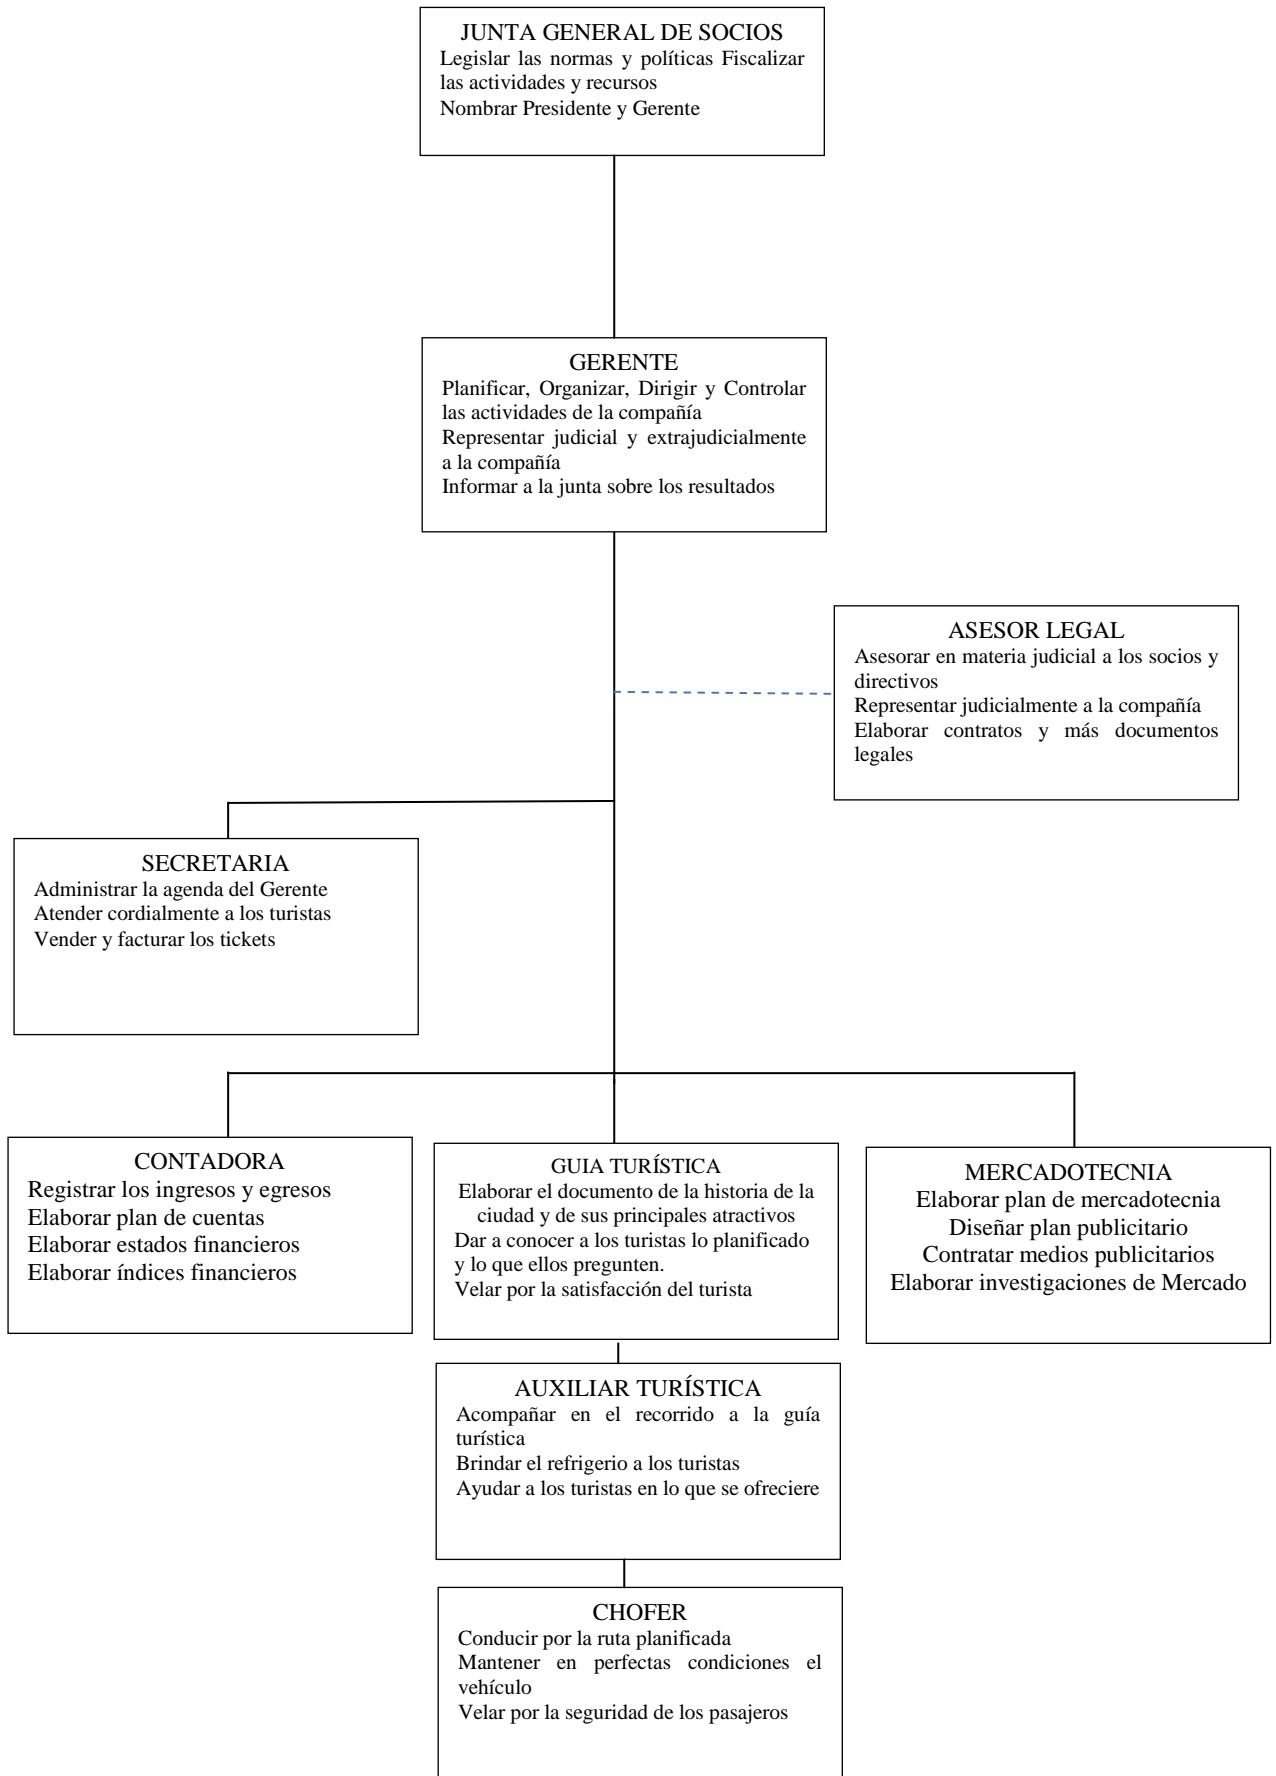 JUNTA GENERAL DE SOCIOS
Legislar las normas y políticas Fiscalizar
las actividades y recursos
Nombrar Presidente y Gerente
GERENTE
Planificar, Organizar, Dirigir y Controlar
las actividades de la compañía
Representar judicial y extrajudicialmente
a la compañía
Informar a la junta sobre los resultados
ASESOR LEGAL
Asesorar en materia judicial a los socios y
directivos
Representar judicialmente a la compañía
Elaborar contratos y más documentos
legales
SECRETARIA
Administrar la agenda del Gerente
Atender cordialmente a los turistas
Vender y facturar los tickets
CONTADORA
Registrar los ingresos y egresos
Elaborar plan de cuentas
Elaborar estados financieros
Elaborar índices financieros
GUIA TURÍSTICA
Elaborar el documento de la historia de la
ciudad y de sus principales atractivos
Dar a conocer a los turistas lo planificado
y lo que ellos pregunten.
Velar por la satisfacción del turista
MERCADOTECNIA
Elaborar plan de mercadotecnia
Diseñar plan publicitario
Contratar medios publicitarios
Elaborar investigaciones de Mercado
AUXILIAR TURÍSTICA
Acompañar en el recorrido a la guía
turística
Brindar el refrigerio a los turistas
Ayudar a los turistas en lo que se ofreciere
CHOFER
Conducir por la ruta planificada
Mantener en perfectas condiciones el
vehículo
Velar por la seguridad de los pasajeros